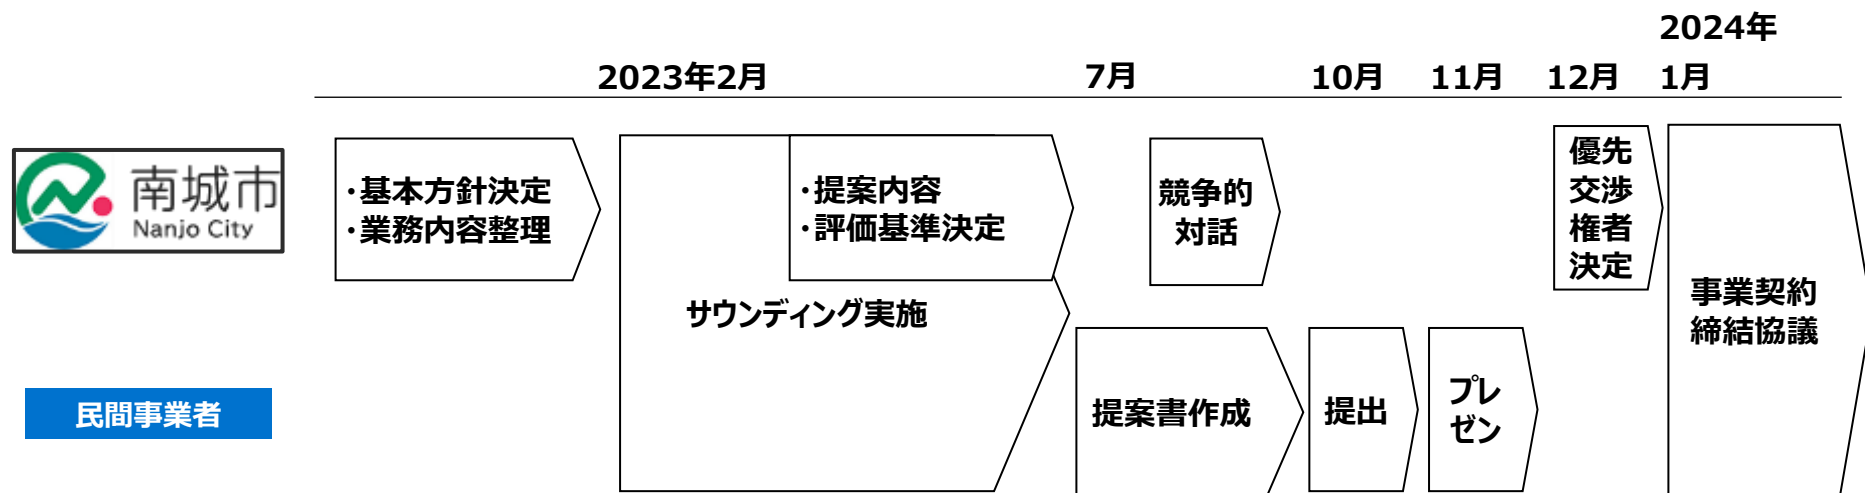 2024年
2023年2月
7月
10月
11月
12月
1月
南城市
Nanjo City
・基本方針決定
・業務内容整理
・提案内容
・評価基準決定
サウンディング実施
競争的
対話
優先
交渉
権者
決定
事業契約
締結協議
民間事業者
提案書作成
提出
プレ
ゼン